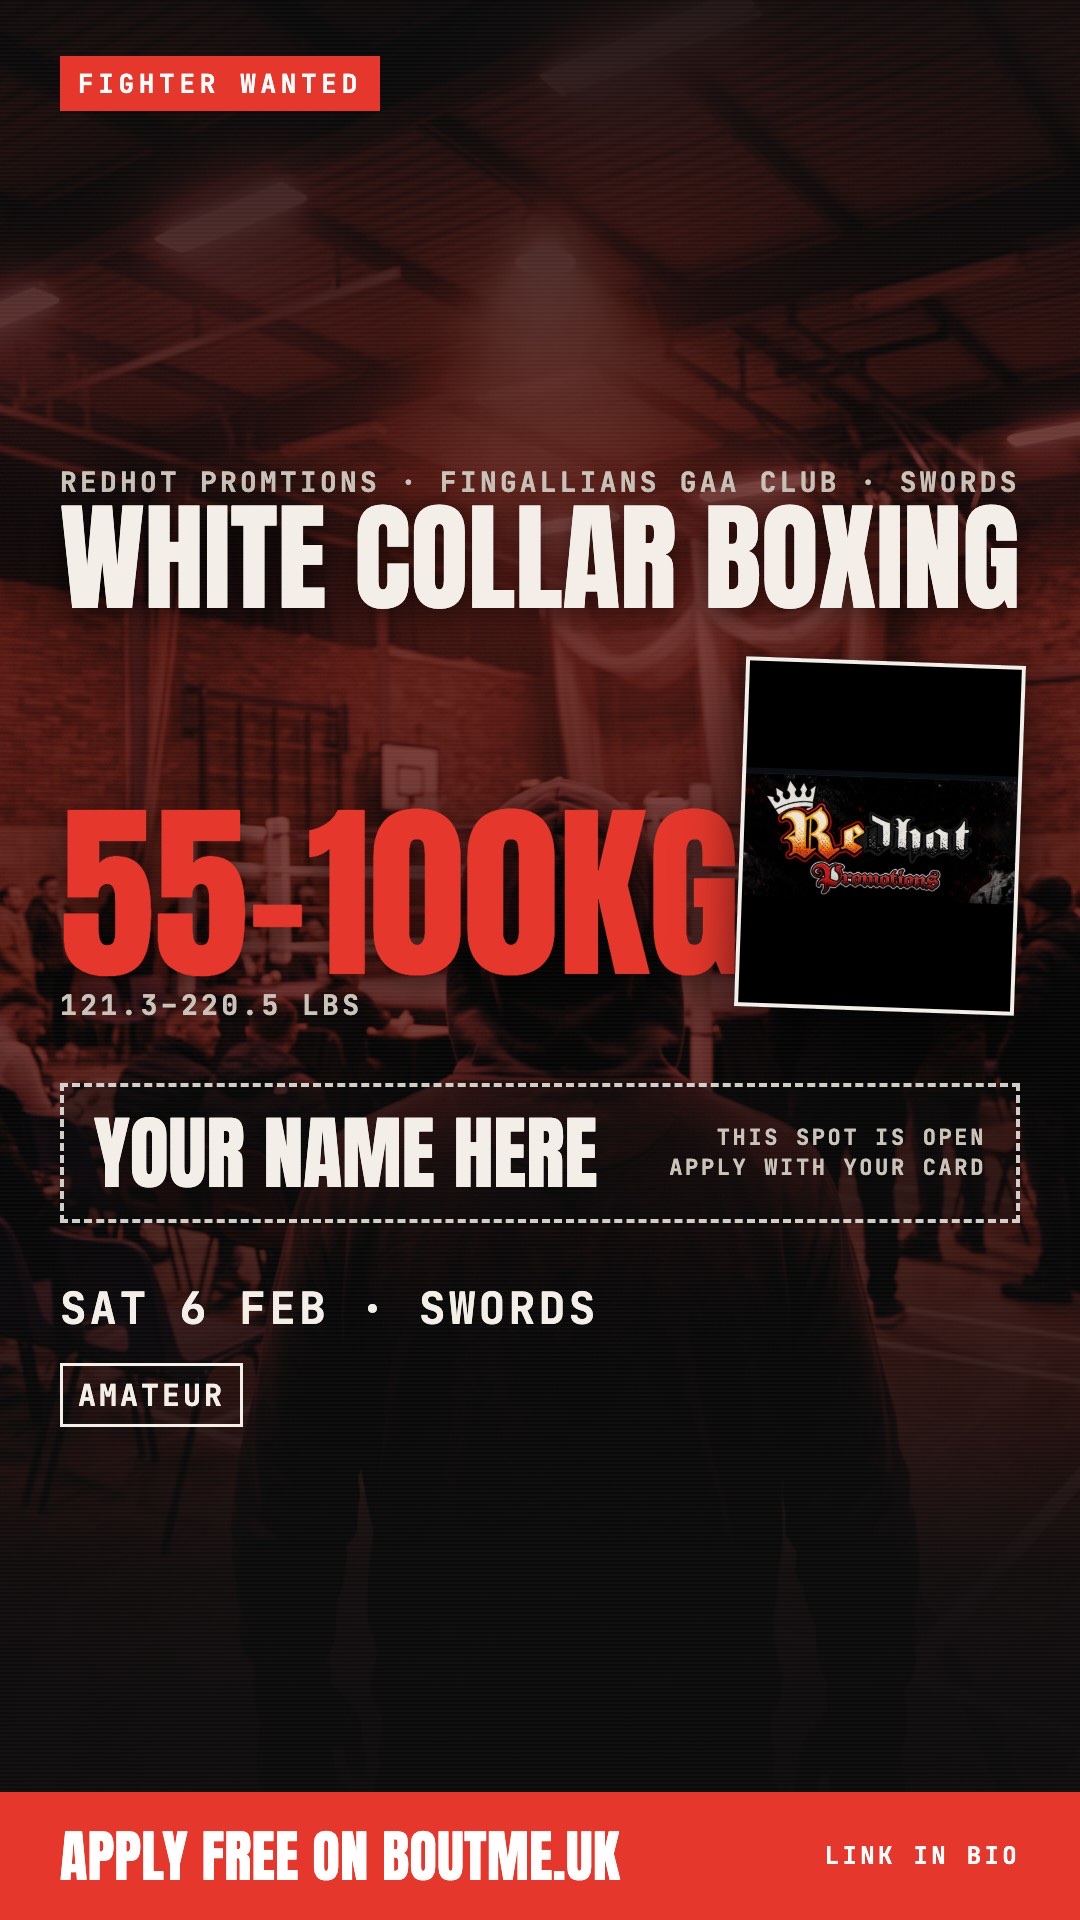 FIGHTER WANTED
REDHOT PROMTIONS · FINGALLIANS GAA CLUB · SWORDS
WHITE COLLAR BOXING
Redhot
Promotions
55-100KG
121.3-220.5 LBS
YOUR NAME HERE
THIS SPOT IS OPEN
APPLY WITH YOUR CARD
SAT 6 FEB · SWORDS
AMATEUR
APPLY FREE ON BOUTME.UK
LINK IN BIO